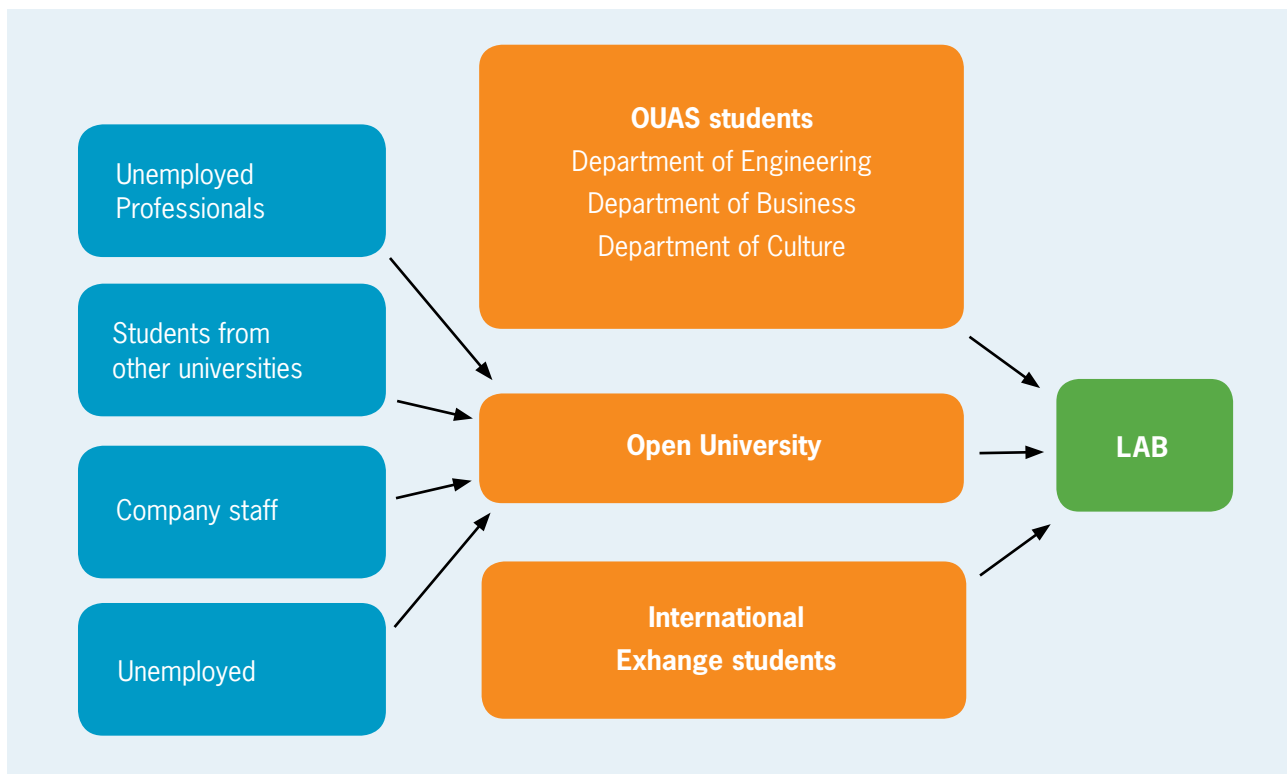 Unemployed
Professionals
Students from
other universities
Company staff
Unemployed
OUAS students
Department of Engineering
Department of Business
Department of Culture
Open University
International
Exhange students
LAB